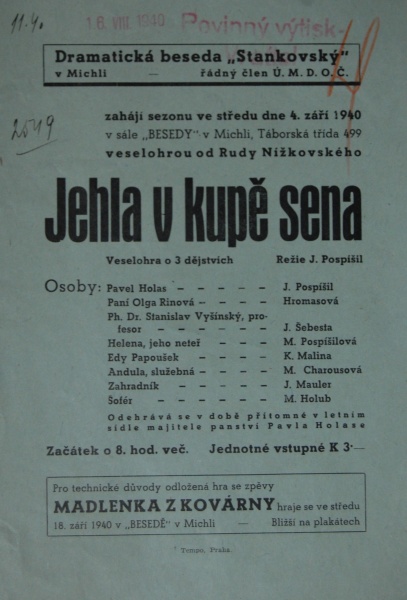 11.4.
16. VIII. 1940 Povinný výtisk
Dramatická beseda „Stankovský"
v Michli — řádný člen Ú. M. D. O. Č.
2049
zahájí sezonu ve středu dne 4. září 1940
v sále „BESEDY" v Michli, Táborská třída 499
veselohrou od Rudy Nížkovského
Jehla v kupě sena
Veselohra o 3 dějstvích Režie J. Pospíšil
Osoby: Pavel Holas — — — — — J. Pospíšil
Paní Olga Rinová — — — — Hromasová
Ph. Dr. Stanislav Vyšínský, pro-
fesor — — — — — — J. Šebesta
Helena, jeho neteř — — — M. Pospíšilová
Edy Papoušek — — — — K. Malina
Andula, služebná — — — — M. Charousová
Zahradník — — — — — J. Mauler
Šofér — — — — — — M. Holub
Odehrává se v době přítomné v letním
sídle majitele panství Pavla Holase
Začátek o 8. hod. več. Jednotné vstupné K 3·—
Pro technické důvody odložená hra se zpěvy
MADLENKA Z KOVÁRNY hraje se ve středu
18. září 1940 v „BESEDĚ" v Michli — Bližší na plakátech
Tempo, Praha.